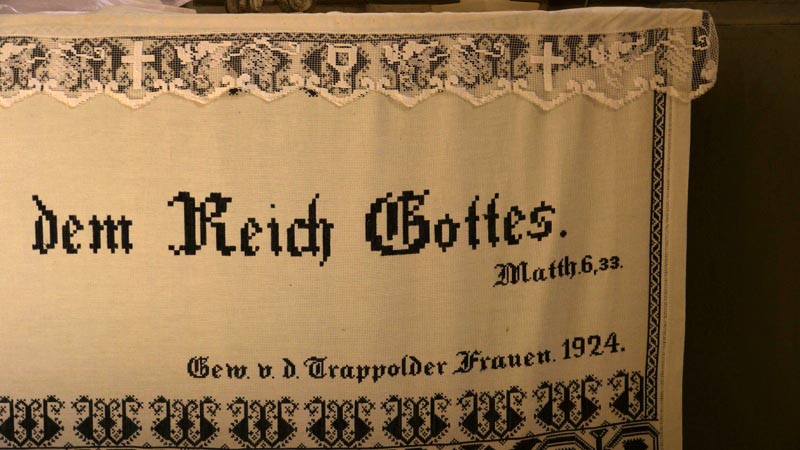 dem Reich Gottes.
Matth.6,33.
Gew. v. d. Trappolder Frauen. 1924.